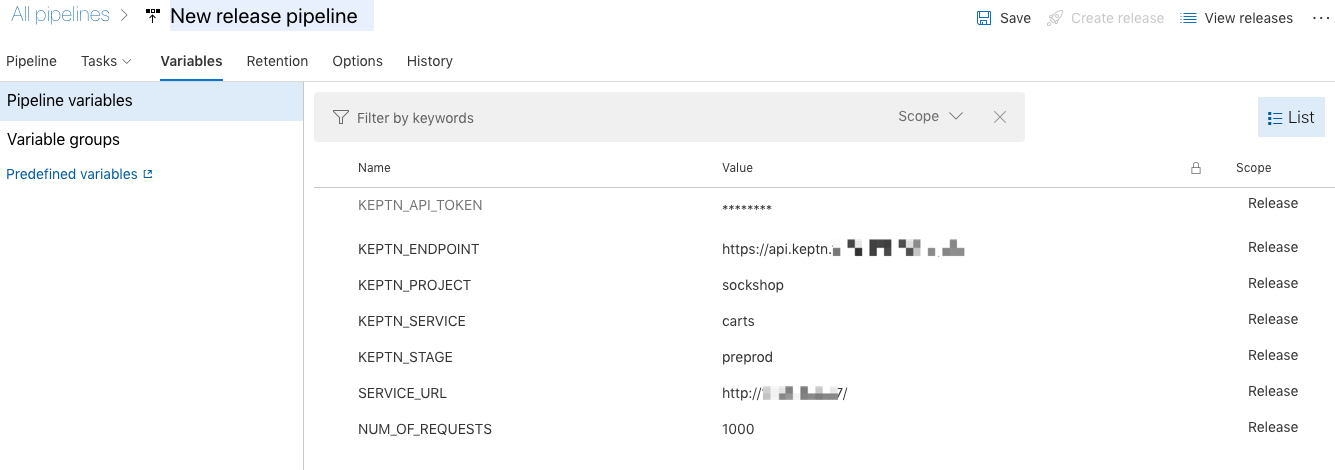 All pipelines > New release pipeline Save Create release View releases ...
Pipeline Tasks Variables Retention Options History
Pipeline variables
Variable groups
Predefined variables
Filter by keywords Scope List
Name Value Scope
KEPTN_API_TOKEN ******** Release
KEPTN_ENDPOINT https://api.keptn. Release
KEPTN_PROJECT sockshop Release
KEPTN_SERVICE carts Release
KEPTN_STAGE preprod Release
SERVICE_URL http:// 7/ Release
NUM_OF_REQUESTS 1000 Release